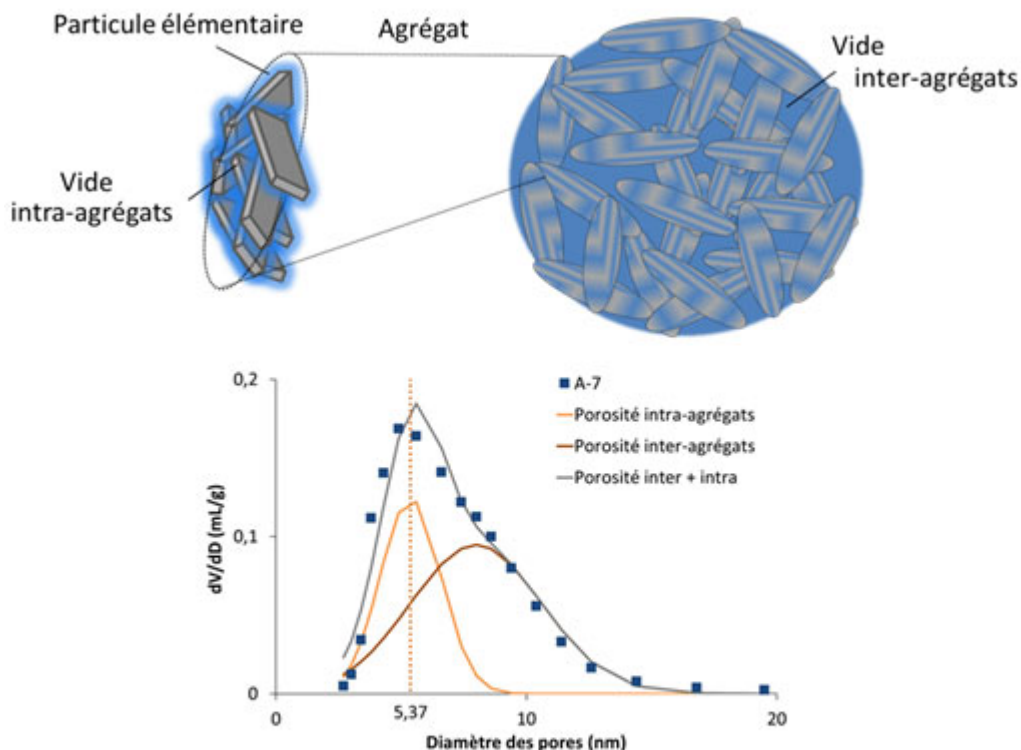 Particule élémentaire
Agrégat
Vide
inter-agrégats
Vide
intra-agrégats
0,2
0,1
0
dV/dD (mL/g)
A-7
Porosité intra-agrégats
Porosité inter-agrégats
Porosité inter + intra
0
5,37
10
20
Diamètre des pores (nm)